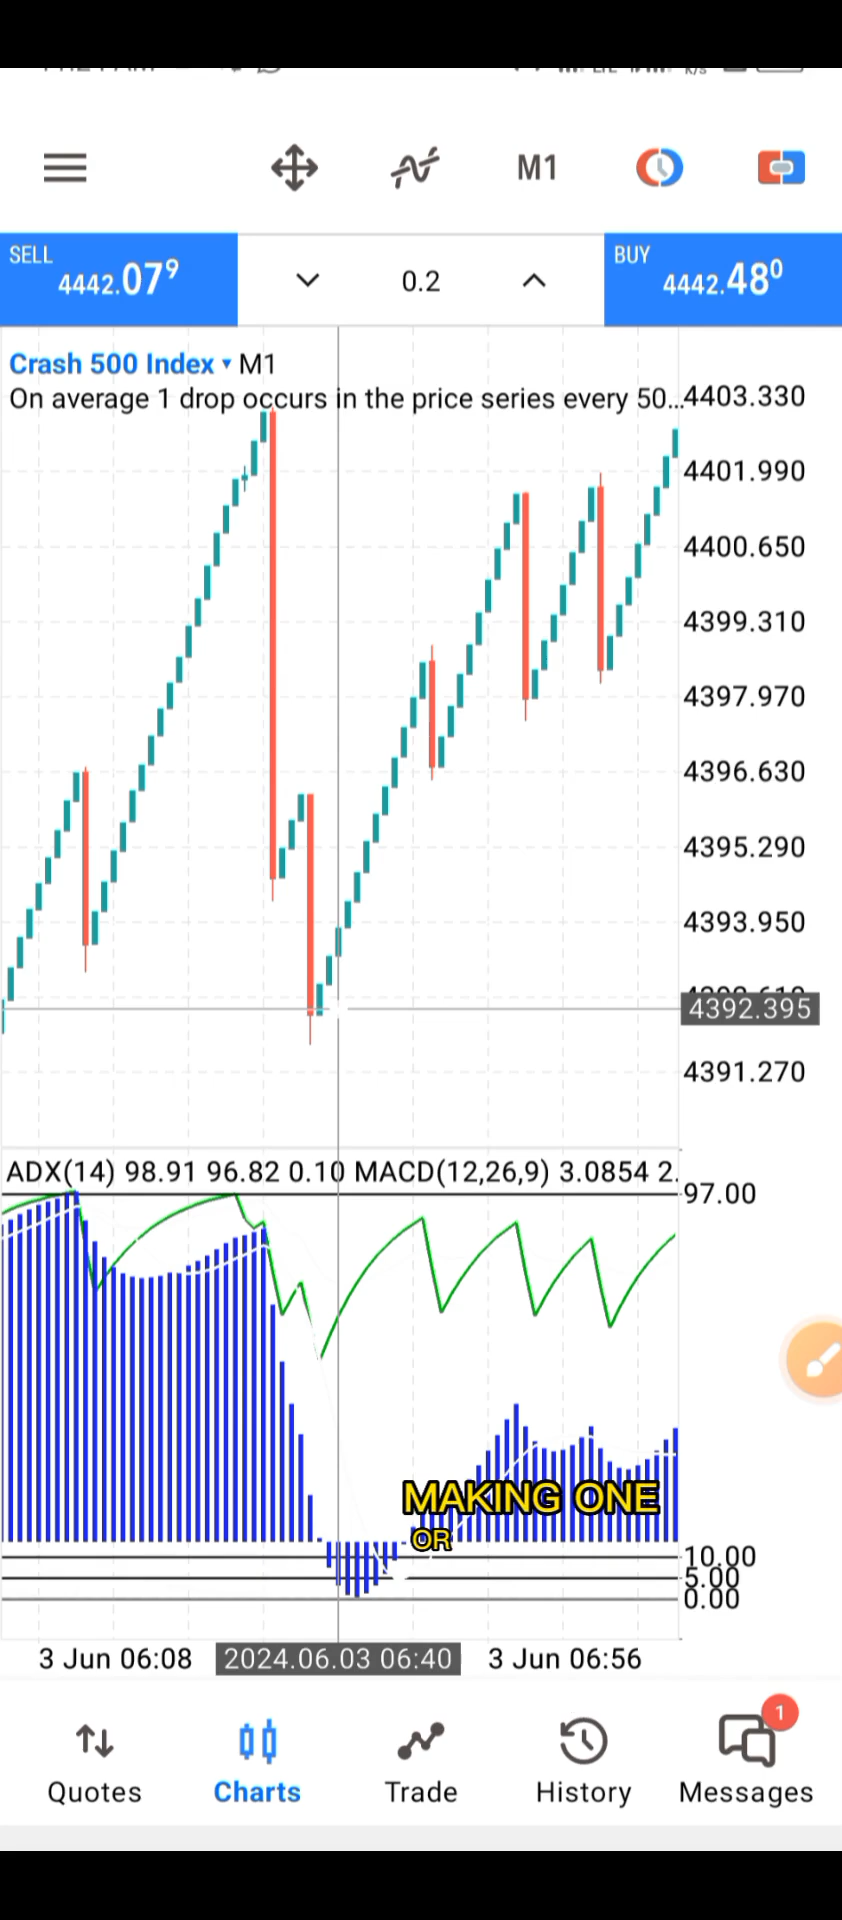 M1
SELL
4442.079
0.2
BUY
4442.480
Crash 500 Index ▾ M1
On average 1 drop occurs in the price series every 50...
4403.330
4401.990
4400.650
4399.310
4397.970
4396.630
4395.290
4393.950
4392.395
4391.270
ADX(14) 98.91 96.82 0.10 MACD(12,26,9) 3.0854 2.
97.00
MAKING ONE
OR
10.00
5.00
0.00
3 Jun 06:08
2024.06.03 06:40
3 Jun 06:56
1
Quotes
Charts
Trade
History
Messages